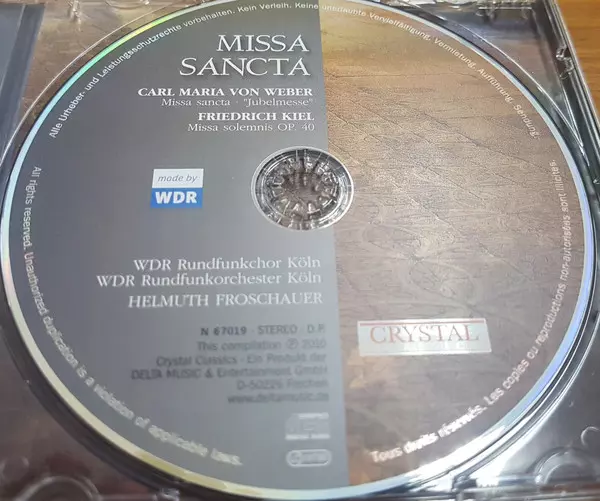 MISSA
SANCTA
CARL MARIA VON WEBER
Missa sancta · "Jubelmesse"
FRIEDRICH KIEL
Missa solemnis OP. 40
made by
WDR
WDR Rundfunkchor Köln
WDR Rundfunkorchester Köln
HELMUTH FROSCHAUER
CRYSTAL
N 67019 · STEREO · D.P.
This compilation ℗ 2010
Crystal Classics · Ein Produkt der
DELTA MUSIC & Entertainment GmbH
D-50226 Frechen
www.deltamusic.de
COMPACT
disc
DIGITAL AUDIO
Alle Urheber- und Leistungsschutzrechte vorbehalten. Kein Verleih. Keine unerlaubte Vervielfältigung, Vermietung, Aufführung, Sendung.
All rights reserved. Unauthorized duplication is a violation of applicable laws.
Tous droits réservés. Les copies ou reproductions non-autorisées sont illicites.